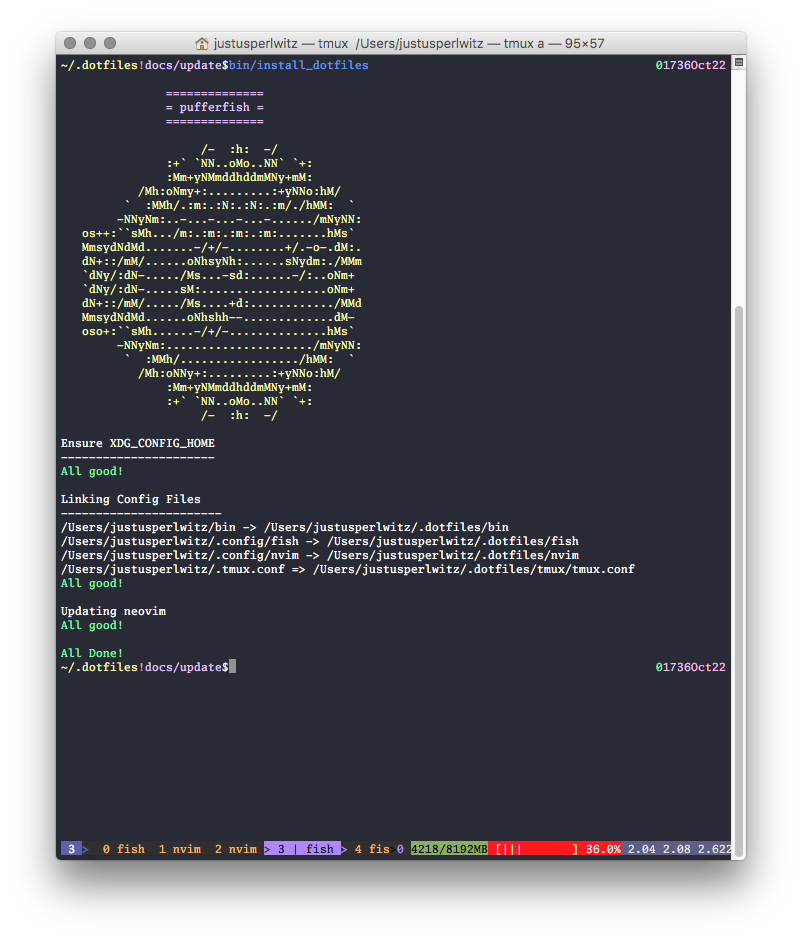 justusperlwitz — tmux  /Users/justusperlwitz — tmux a — 95×57
~/.dotfiles!docs/update$bin/install_dotfiles 01736Oct22
==============
= pufferfish =
==============
/-  :h:  -/
:+` `NN..oMo..NN` `+:
:Mm+yNMmddhddmMNy+mM:
/Mh:oNmy+:.........:+yNNo:hM/
`  :MMh/.:m:.:N:.:N:.:m/./hMM:  `
-NNyNm:..-...-...-...-....../mNyNN:
os++:``sMh.../m:.:m:.:m:.:m:.......hMs`
MmsydNdMd.......-/+/-........+/.-o-.dM:.
dN+::/mM/......oNhsyNh:......sNydm:./MMm
`dNy/:dN-...../Ms...-sd:......-/:..oNm+
`dNy/:dN-.....sM:..................oNm+
dN+::/mM/...../Ms....+d:............/MMd
MmsydNdMd......oNhshh--.............dM-
oso+:``sMh......-/+/-..............hMs`
-NNyNm:...................../mNyNN:
`  :MMh/................./hMM:  `
/Mh:oNNy+:.........:+yNNo:hM/
:Mm+yNMmddhddmMNy+mM:
:+` `NN..oMo..NN` `+:
/-  :h:  -/
Ensure XDG_CONFIG_HOME
----------------------
All good!
Linking Config Files
-----------------------
/Users/justusperlwitz/bin -> /Users/justusperlwitz/.dotfiles/bin
/Users/justusperlwitz/.config/fish -> /Users/justusperlwitz/.dotfiles/fish
/Users/justusperlwitz/.config/nvim -> /Users/justusperlwitz/.dotfiles/nvim
/Users/justusperlwitz/.tmux.conf => /Users/justusperlwitz/.dotfiles/tmux/tmux.conf
All good!
Updating neovim
All good!
All Done!
~/.dotfiles!docs/update$ 01736Oct22
3 > 0 fish 1 nvim 2 nvim > 3 | fish > 4 fis>0 4218/8192MB [||| ] 36.0% 2.04 2.08 2.622